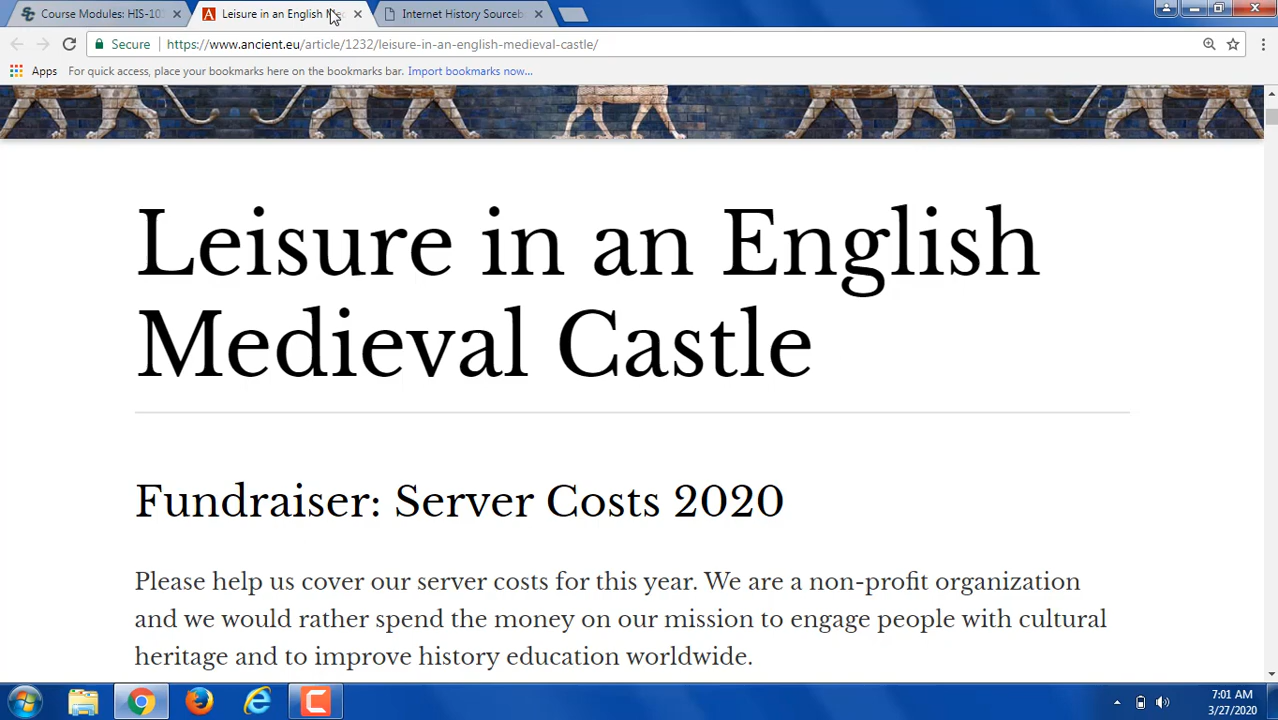 Course Modules: HIS-101
Leisure in an English
Internet History Sourceb
Secure
https://www.ancient.eu/article/1232/leisure-in-an-english-medieval-castle/
Apps
For quick access, place your bookmarks here on the bookmarks bar. Import bookmarks now...
Leisure in an English
Medieval Castle
Fundraiser: Server Costs 2020
Please help us cover our server costs for this year. We are a non-profit organization
and we would rather spend the money on our mission to engage people with cultural
heritage and to improve history education worldwide.
7:01 AM
3/27/2020